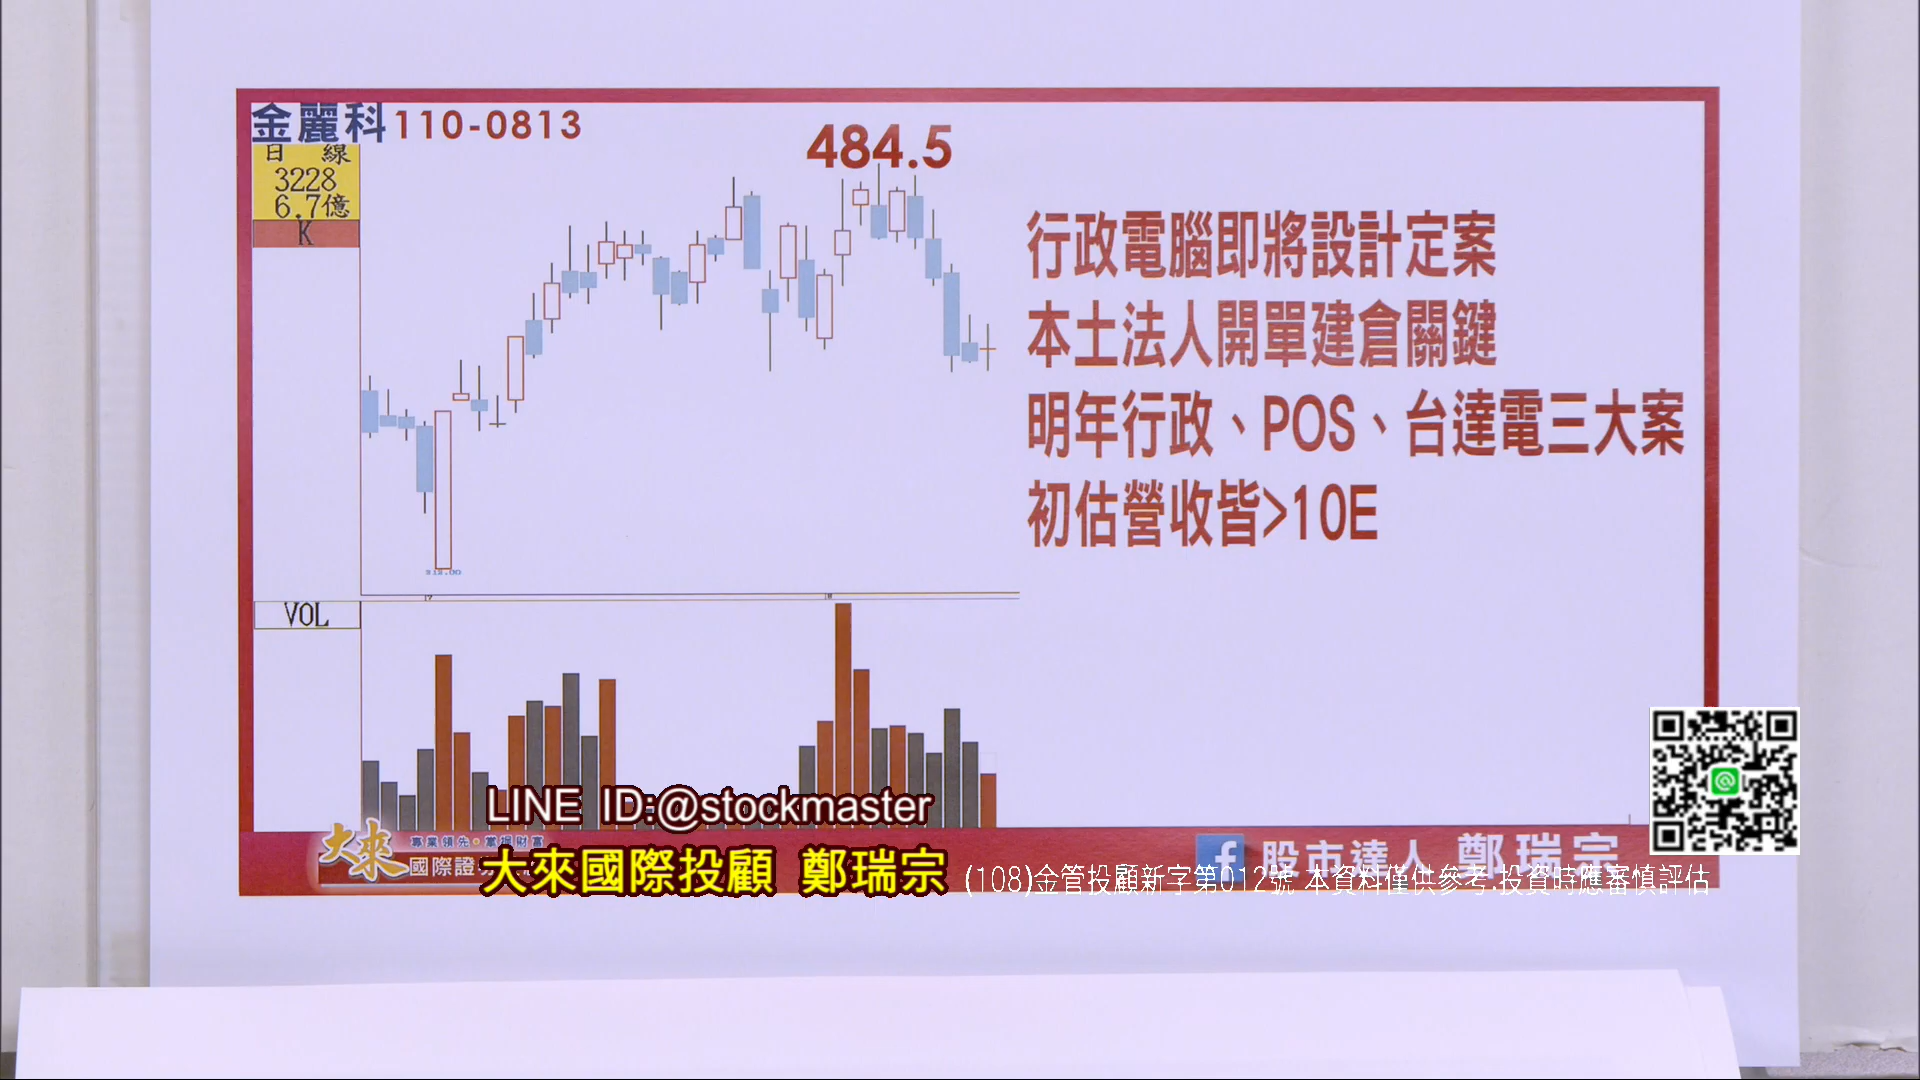 金麗科110-0813
日 線
3228
6.7億
K
484.5
行政電腦即將設計定案
本土法人開單建倉關鍵
明年行政、POS、台達電三大案
初估營收皆>10E
VOL
LINE ID:@stockmaster
大來 專業領先
國際證
大來國際投顧 鄭瑞宗
f 股市達人 鄭瑞宗
(108)金管投顧新字第012號 本資料僅供參考,投資時應審慎評估